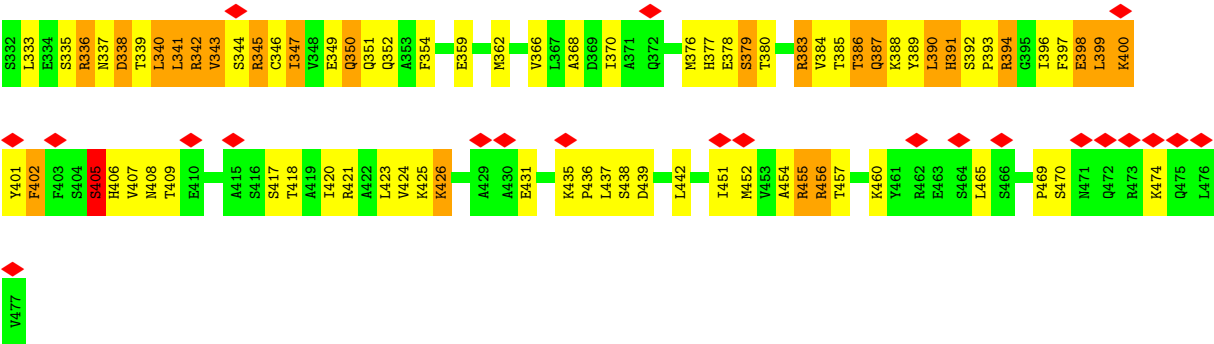 S332 L333 E334 S335 R336 N337 D338 T339 L340 L341 R342 V343 S344 R345 C346 I347 V348 E349 Q350 Q351 Q352 A353 F354 E359 M362 V366 L367 A368 D369 I370 A371 Q372 M376 H377 E378 S379 T380 R383 V384 T385 T386 Q387 K388 Y389 L390 H391 S392 P393 R394 G395 I396 F397 E398 L399 K400
Y401 F402 F403 S404 S405 H406 V407 N408 T409 E410 A415 S416 S417 T418 A419 I420 R421 A422 L423 V424 K425 K426 A429 A430 E431 K435 P436 L437 S438 D439 L442 I451 M452 V453 A454 R455 R456 T457 K460 Y461 R462 E463 S464 L465 S466 P469 S470 N471 Q472 R473 K474 Q475 L476
V477